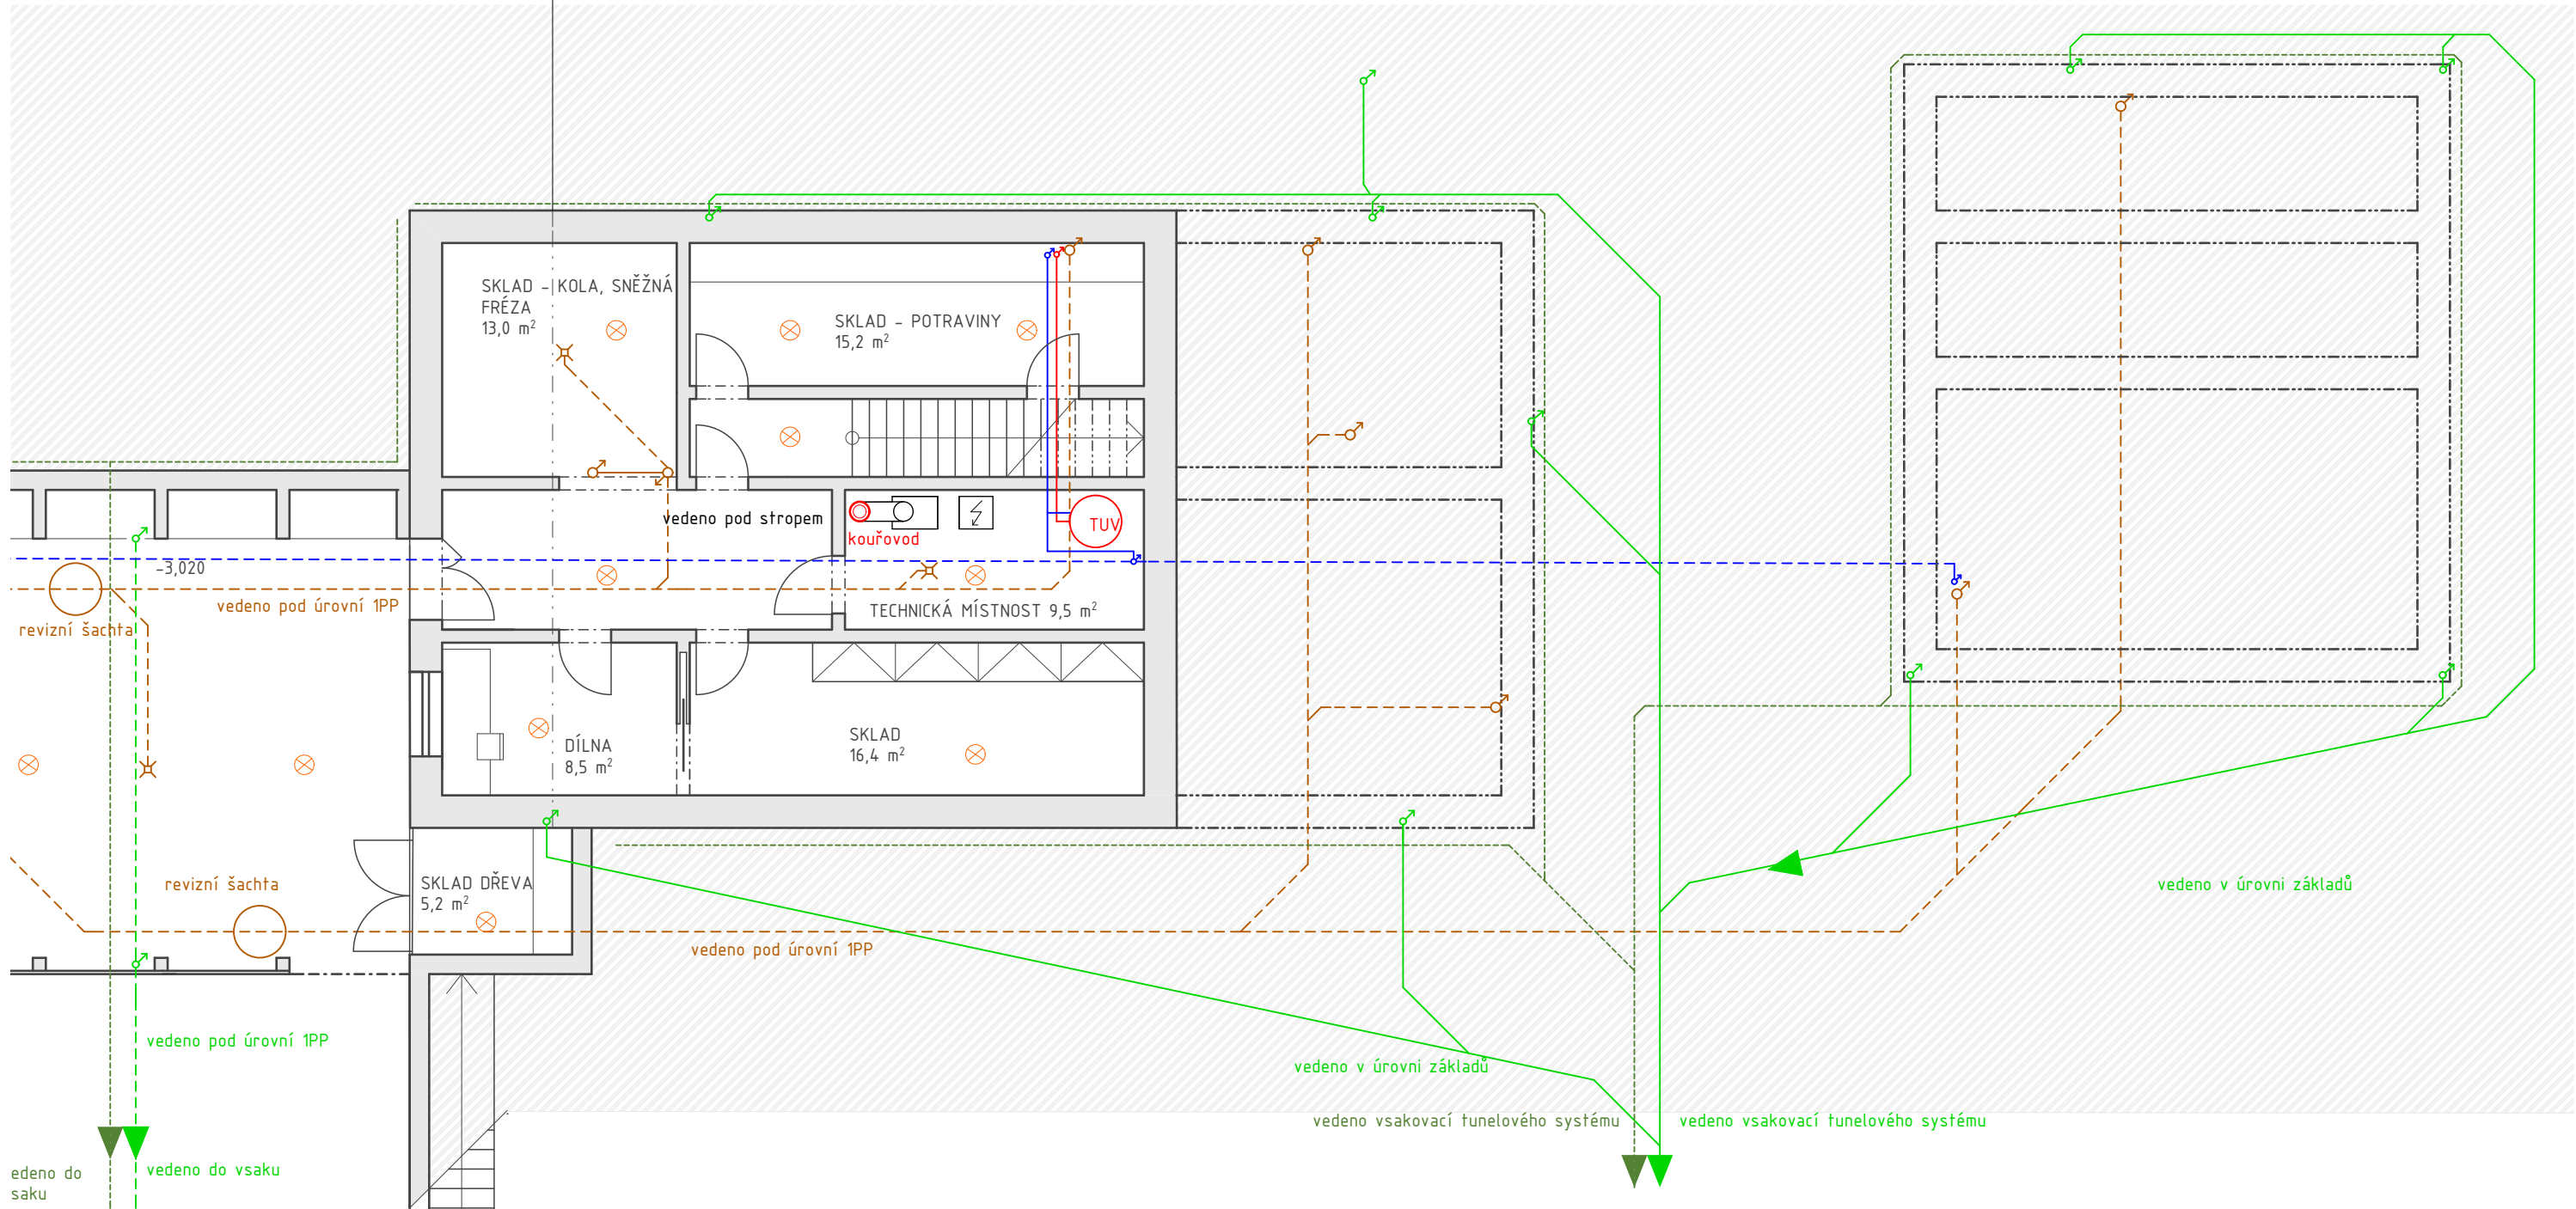 SKLAD - KOLA, SNĚŽNÁ
FRÉZA
13,0 m²
SKLAD - POTRAVINY
15,2 m²
vedeno pod stropem
kouřovod
TUV
-3,020
vedeno pod úrovní 1PP
revizní šachta
TECHNICKÁ MÍSTNOST 9,5 m²
DÍLNA
8,5 m²
SKLAD
16,4 m²
revizní šachta
SKLAD DŘEVA
5,2 m²
vedeno v úrovni základů
vedeno pod úrovní 1PP
vedeno pod úrovní 1PP
vedeno v úrovni základů
vedeno vsakovací tunelového systému
vedeno vsakovací tunelového systému
vedeno do vsaku
edeno do
saku